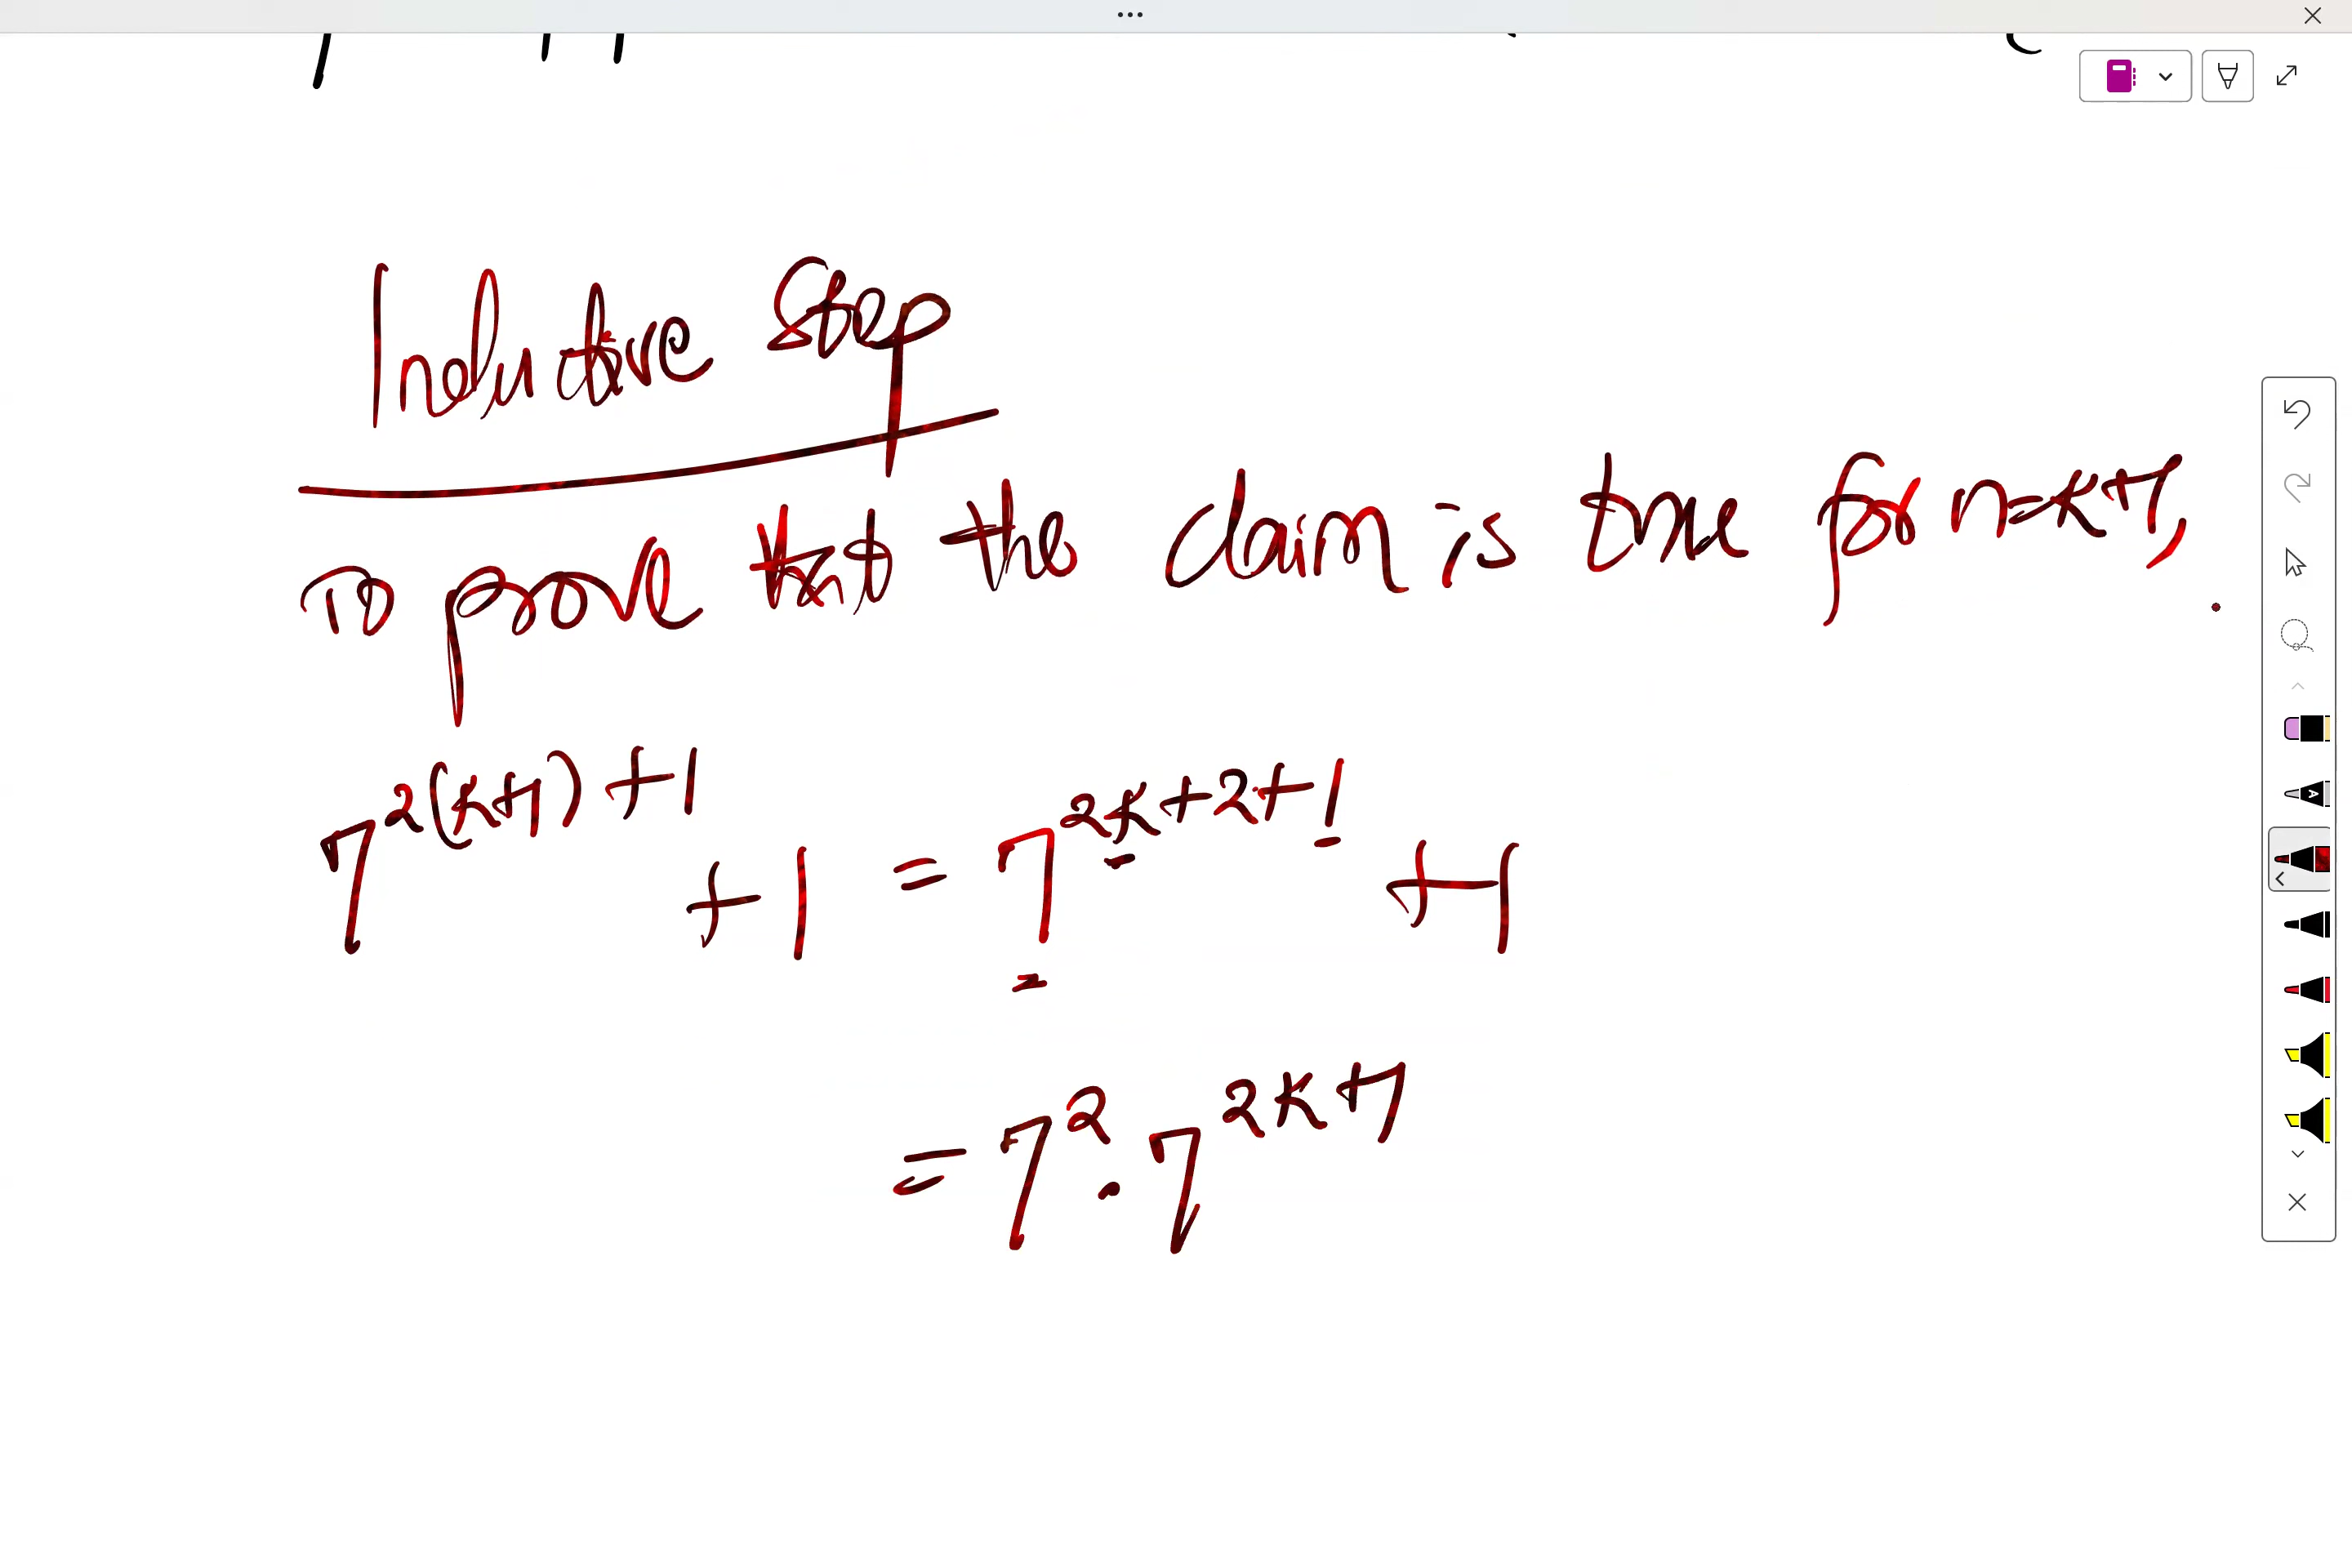 Inductive Step
To prove that the claim is true for n=k+1,
7^{2(k+1)+1} + 1 = 7^{2k+2+1} + 1
= 7^2 . 7^{2k+1}